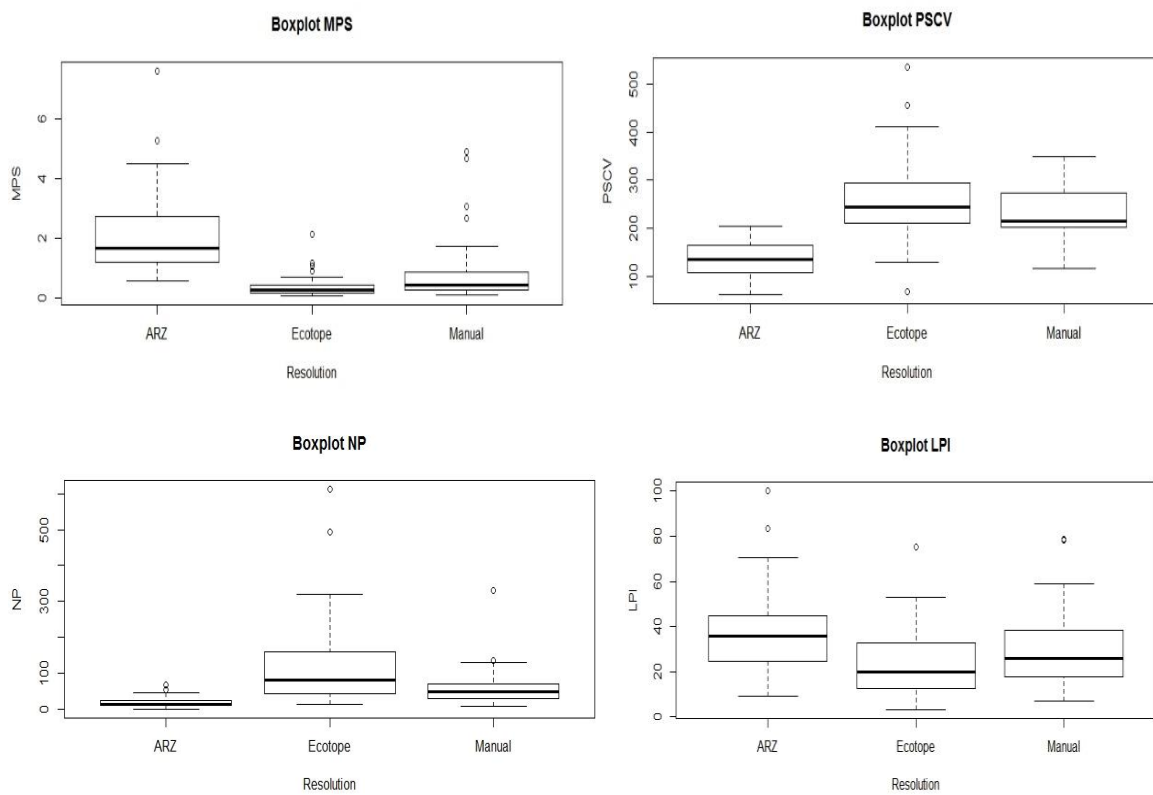 Boxplot MPS
MPS
6
4
2
0
ARZ
Ecotope
Manual
Resolution
Boxplot PSCV
PSCV
500
400
300
200
100
ARZ
Ecotope
Manual
Resolution
Boxplot NP
NP
500
300
100
0
ARZ
Ecotope
Manual
Resolution
Boxplot LPI
LPI
100
80
60
40
20
0
ARZ
Ecotope
Manual
Resolution